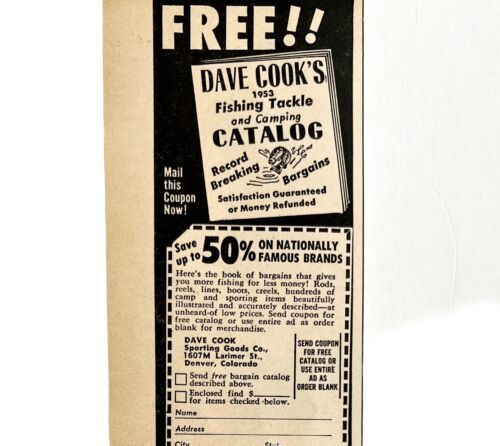 FREE!!
DAVE COOK'S
1953
Fishing Tackle
and Camping
CATALOG
Record
Breaking
Bargains
Satisfaction Guaranteed
or Money Refunded
Mail
this
Coupon
Now!
Save
up to 50% ON NATIONALLY
FAMOUS BRANDS
Here's the book of bargains that gives
you more fishing for less money! Rods,
reels, lines, boots, creels, hundreds of
camp and sporting items beautifully
illustrated and accurately described—at
unheard-of low prices. Send coupon for
free catalog or use entire ad as order
blank for merchandise.
DAVE COOK
Sporting Goods Co.,
1607M Larimer St.,
Denver, Colorado
SEND COUPON
FOR FREE
CATALOG OR
USE ENTIRE
AD AS
ORDER BLANK
Send free bargain catalog
described above.
Enclosed find $
for items checked below.
Name
Address
City State